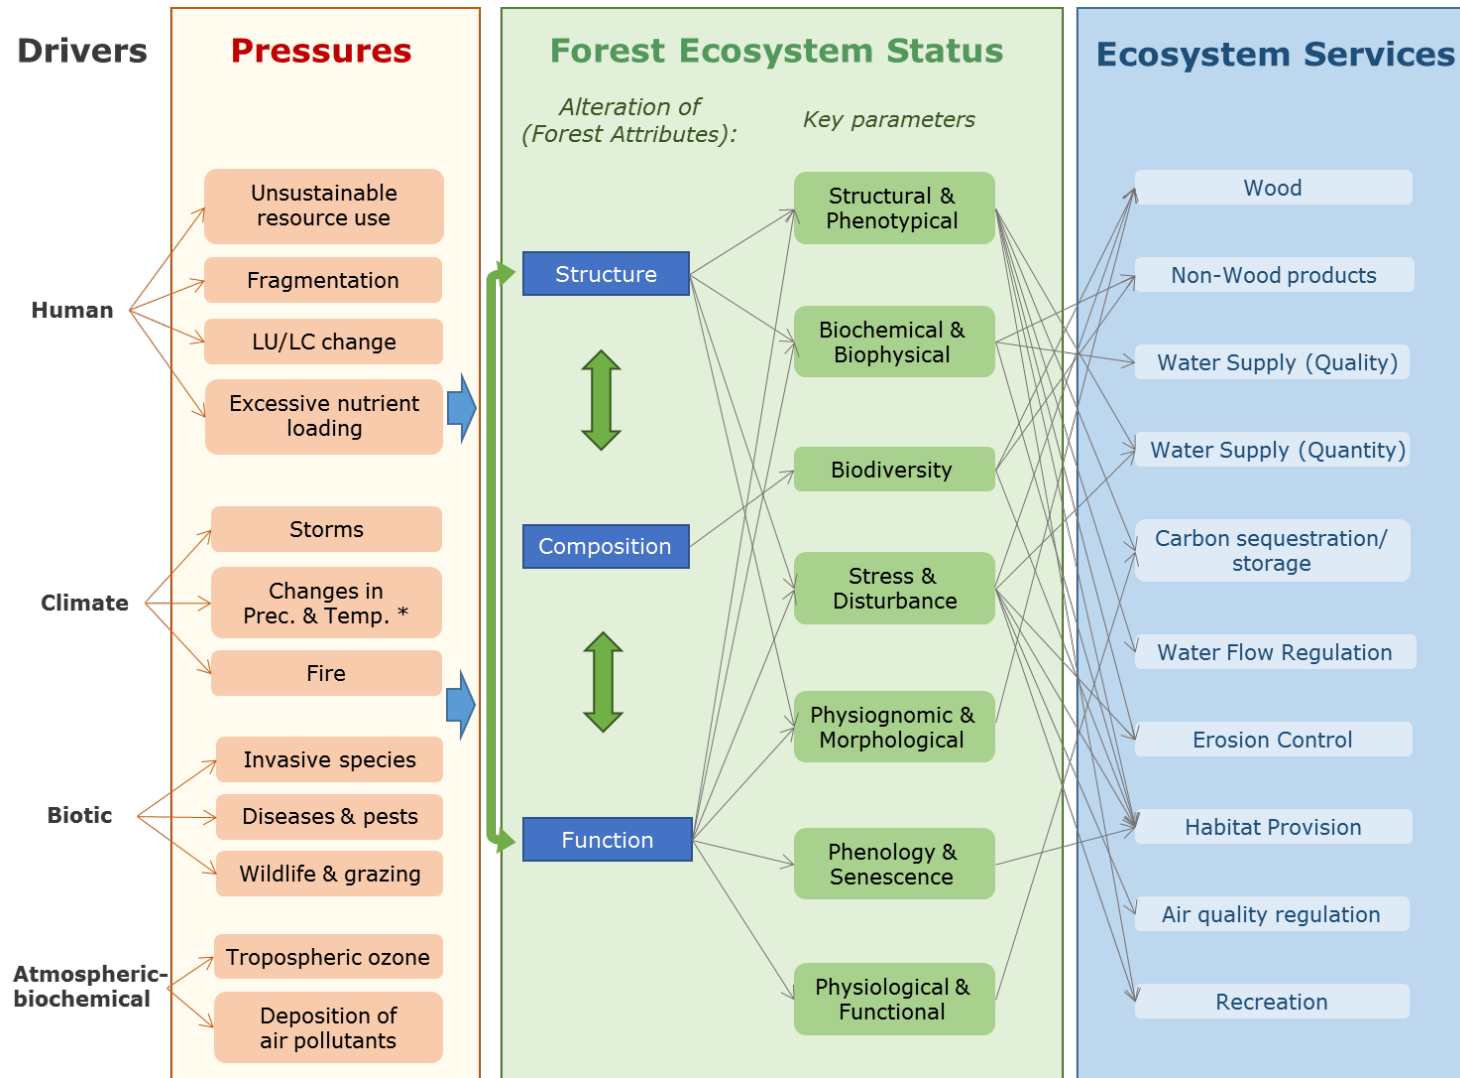 Drivers
Pressures
Forest Ecosystem Status
Ecosystem Services
Alteration of
(Forest Attributes):
Key parameters
Human
Climate
Biotic
Atmospheric-
biochemical
Unsustainable
resource use
Fragmentation
LU/LC change
Excessive nutrient
loading
Storms
Changes in
Prec. & Temp. *
Fire
Invasive species
Diseases & pests
Wildlife & grazing
Tropospheric ozone
Deposition of
air pollutants
Structure
Composition
Function
Structural &
Phenotypical
Biochemical &
Biophysical
Biodiversity
Stress &
Disturbance
Physiognomic &
Morphological
Phenology &
Senescence
Physiological &
Functional
Wood
Non-Wood products
Water Supply (Quality)
Water Supply (Quantity)
Carbon sequestration/
storage
Water Flow Regulation
Erosion Control
Habitat Provision
Air quality regulation
Recreation